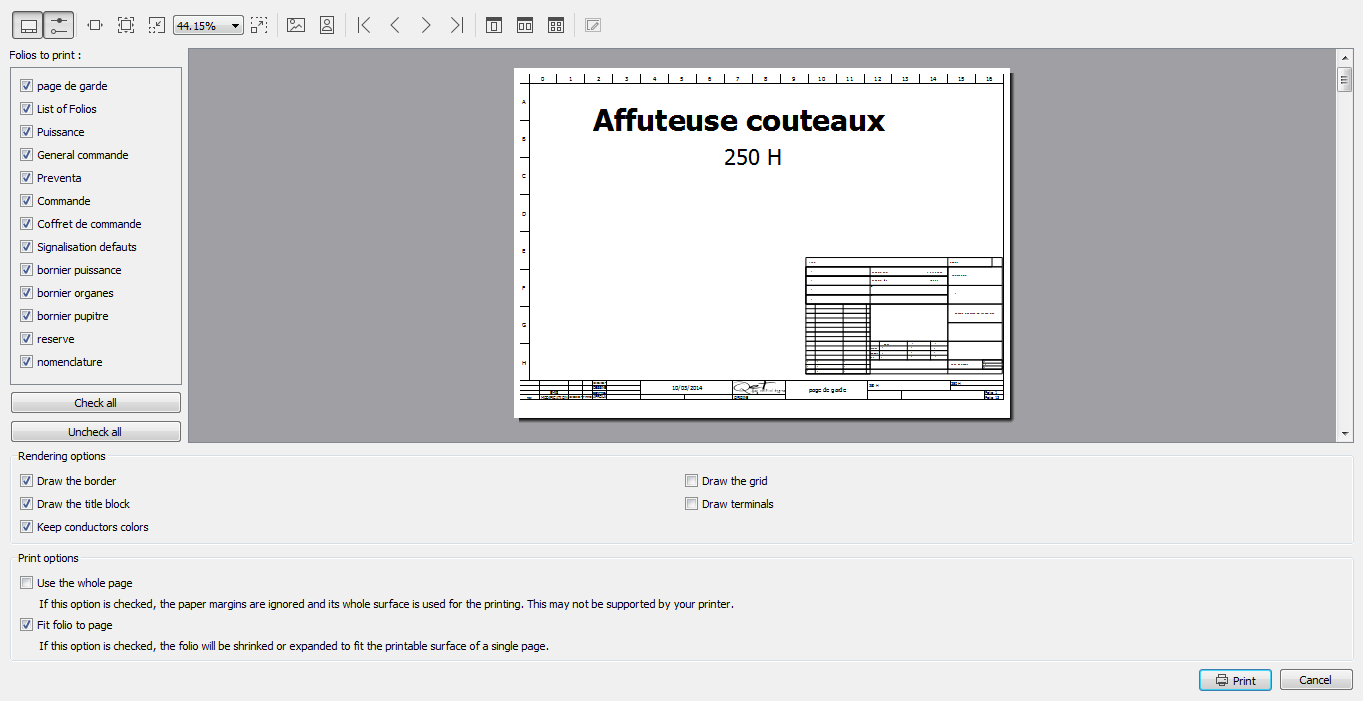 44.15%
Folios to print :
page de garde
List of Folios
Puissance
General commande
Preventa
Commande
Coffret de commande
Signalisation defauts
bornier puissance
bornier organes
bornier pupitre
reserve
nomenclature
Check all
Uncheck all
0 1 2 3 4 5 6 7 8 9 10 11 12 13 14 15 16
A
B
C
D
E
F
G
H
Affuteuse couteaux
250 H
10/03/2014
page de garde
Rendering options
Draw the border
Draw the title block
Keep conductors colors
Draw the grid
Draw terminals
Print options
Use the whole page
If this option is checked, the paper margins are ignored and its whole surface is used for the printing. This may not be supported by your printer.
Fit folio to page
If this option is checked, the folio will be shrinked or expanded to fit the printable surface of a single page.
Print
Cancel